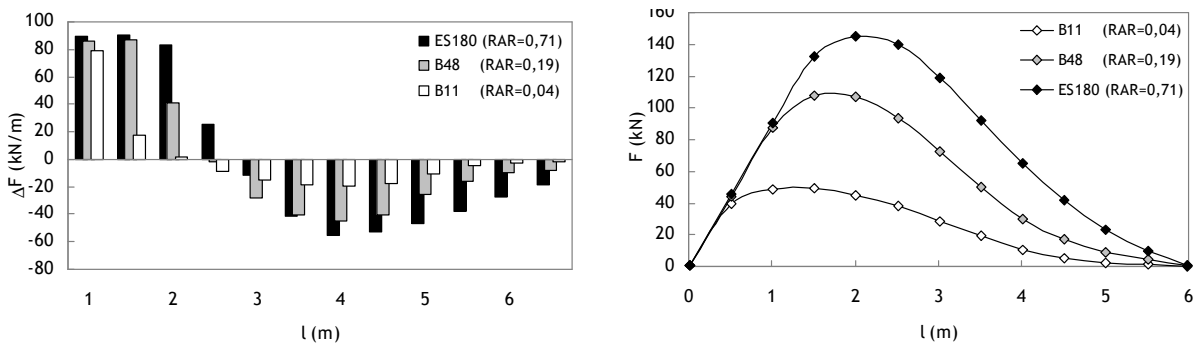 100
80
60
40
20
0
-20
-40
-60
-80
ΔF (kN/m)
ES180 (RAR=0,71)
B48 (RAR=0,19)
B11 (RAR=0,04)
1 2 3 4 5 6
l (m)
160
140
120
100
80
60
40
20
0
F (kN)
B11 (RAR=0,04)
B48 (RAR=0,19)
ES180 (RAR=0,71)
0 1 2 3 4 5 6
l (m)